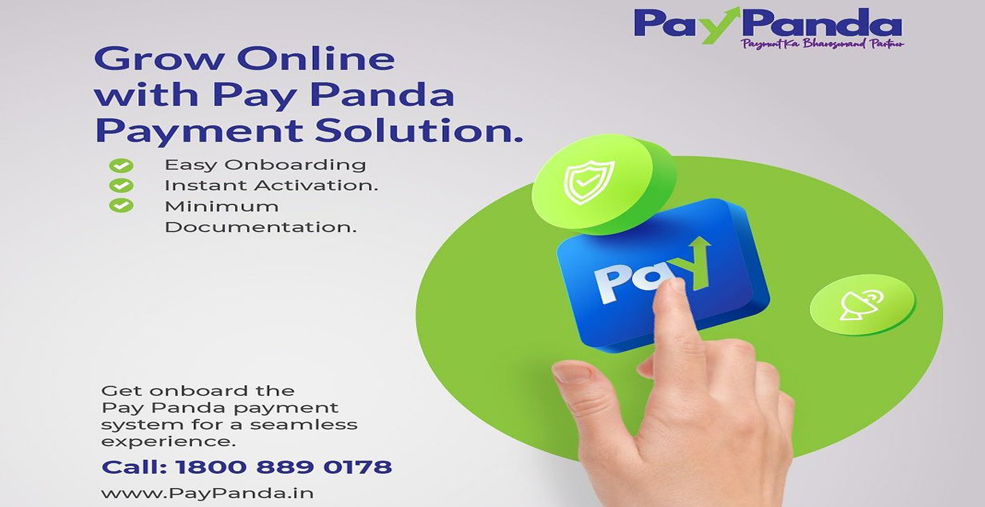 PayPanda
Payment Ka Bharosemand Partner
Grow Online
with Pay Panda
Payment Solution.
Easy Onboarding
Instant Activation.
Minimum
Documentation.
Pay
Get onboard the
Pay Panda payment
system for a seamless
experience.
Call: 1800 889 0178
www.PayPanda.in